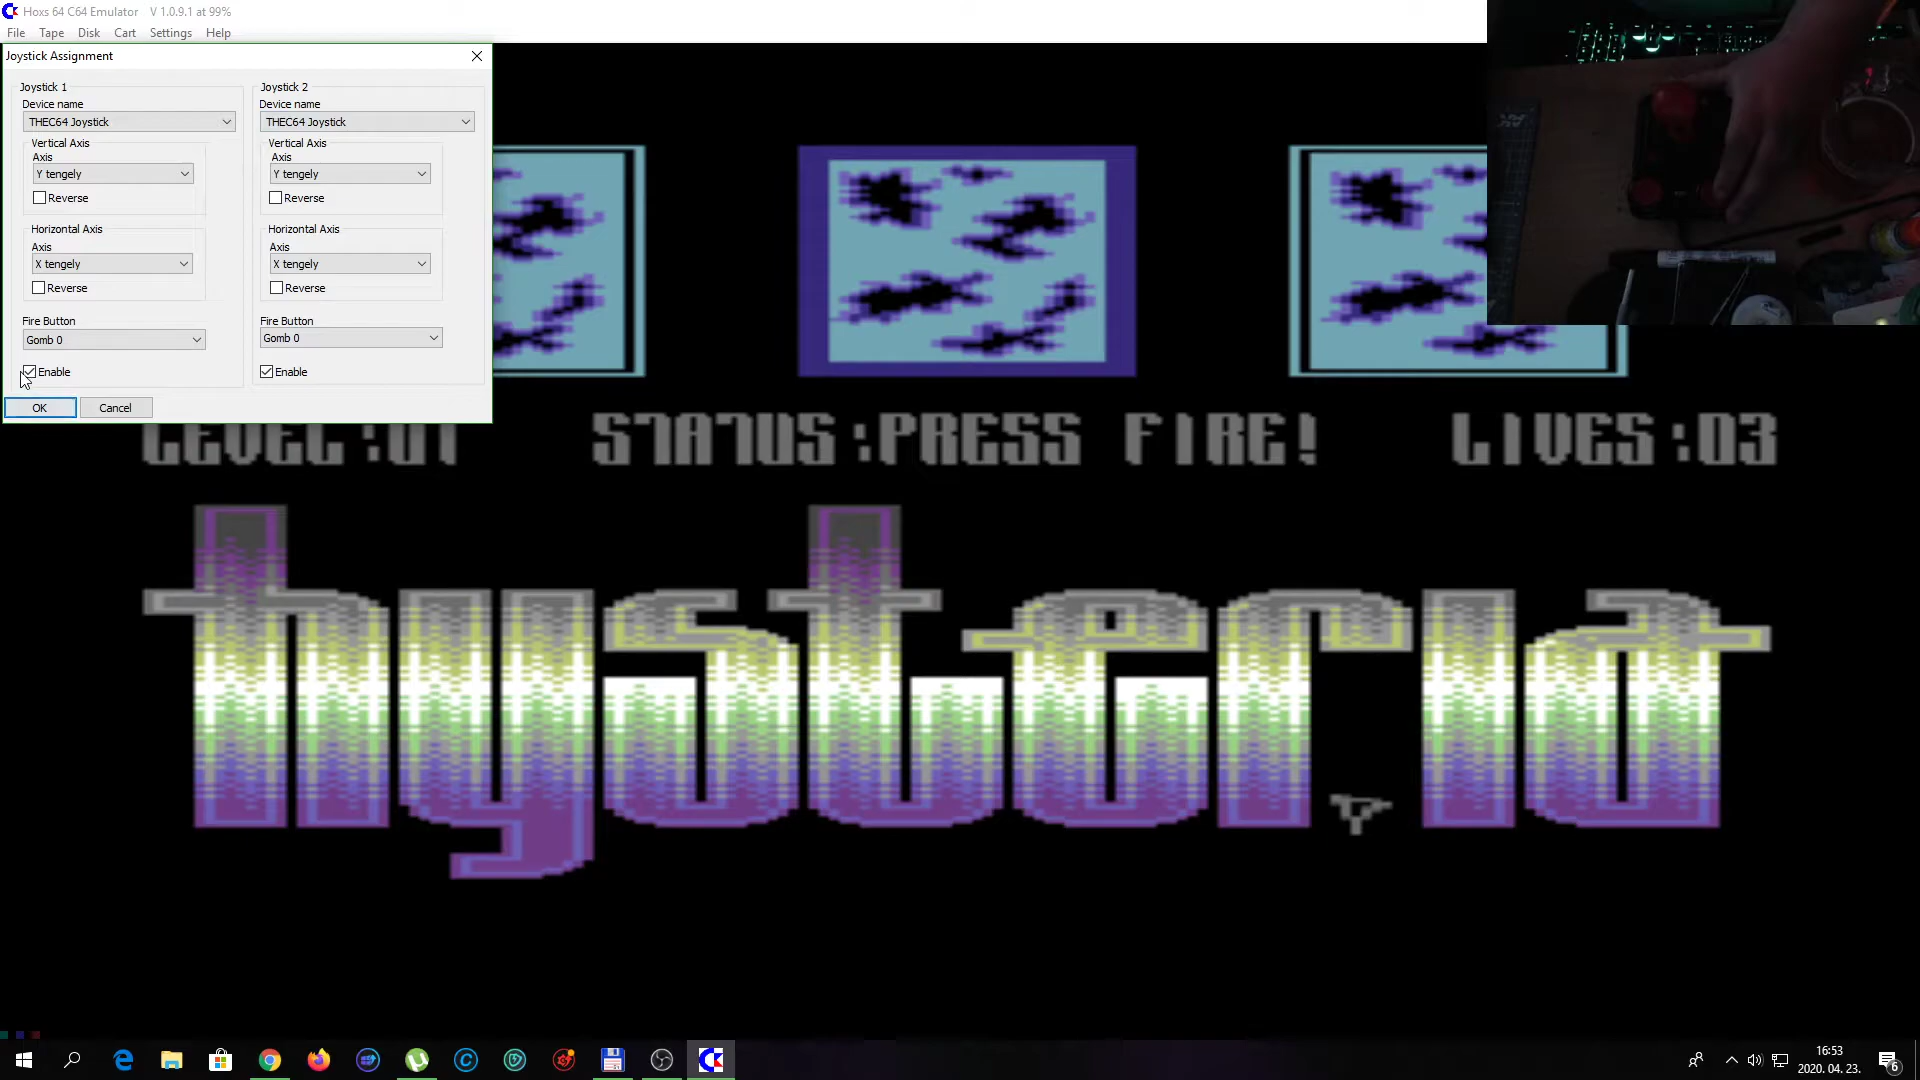 Hoxs 64 C64 Emulator V 1.0.9.1 at 99%
File Tape Disk Cart Settings Help
Joystick Assignment
Joystick 1
Device name
THEC64 Joystick
Vertical Axis
Axis
Y tengely
Reverse
Horizontal Axis
Axis
X tengely
Reverse
Fire Button
Gomb 0
Enable
Joystick 2
Device name
THEC64 Joystick
Vertical Axis
Axis
Y tengely
Reverse
Horizontal Axis
Axis
X tengely
Reverse
Fire Button
Gomb 0
Enable
OK Cancel
LEVEL:01 STATUS:PRESS FIRE! LIVES:03
hysteria
16:53
2020. 04. 23.
6